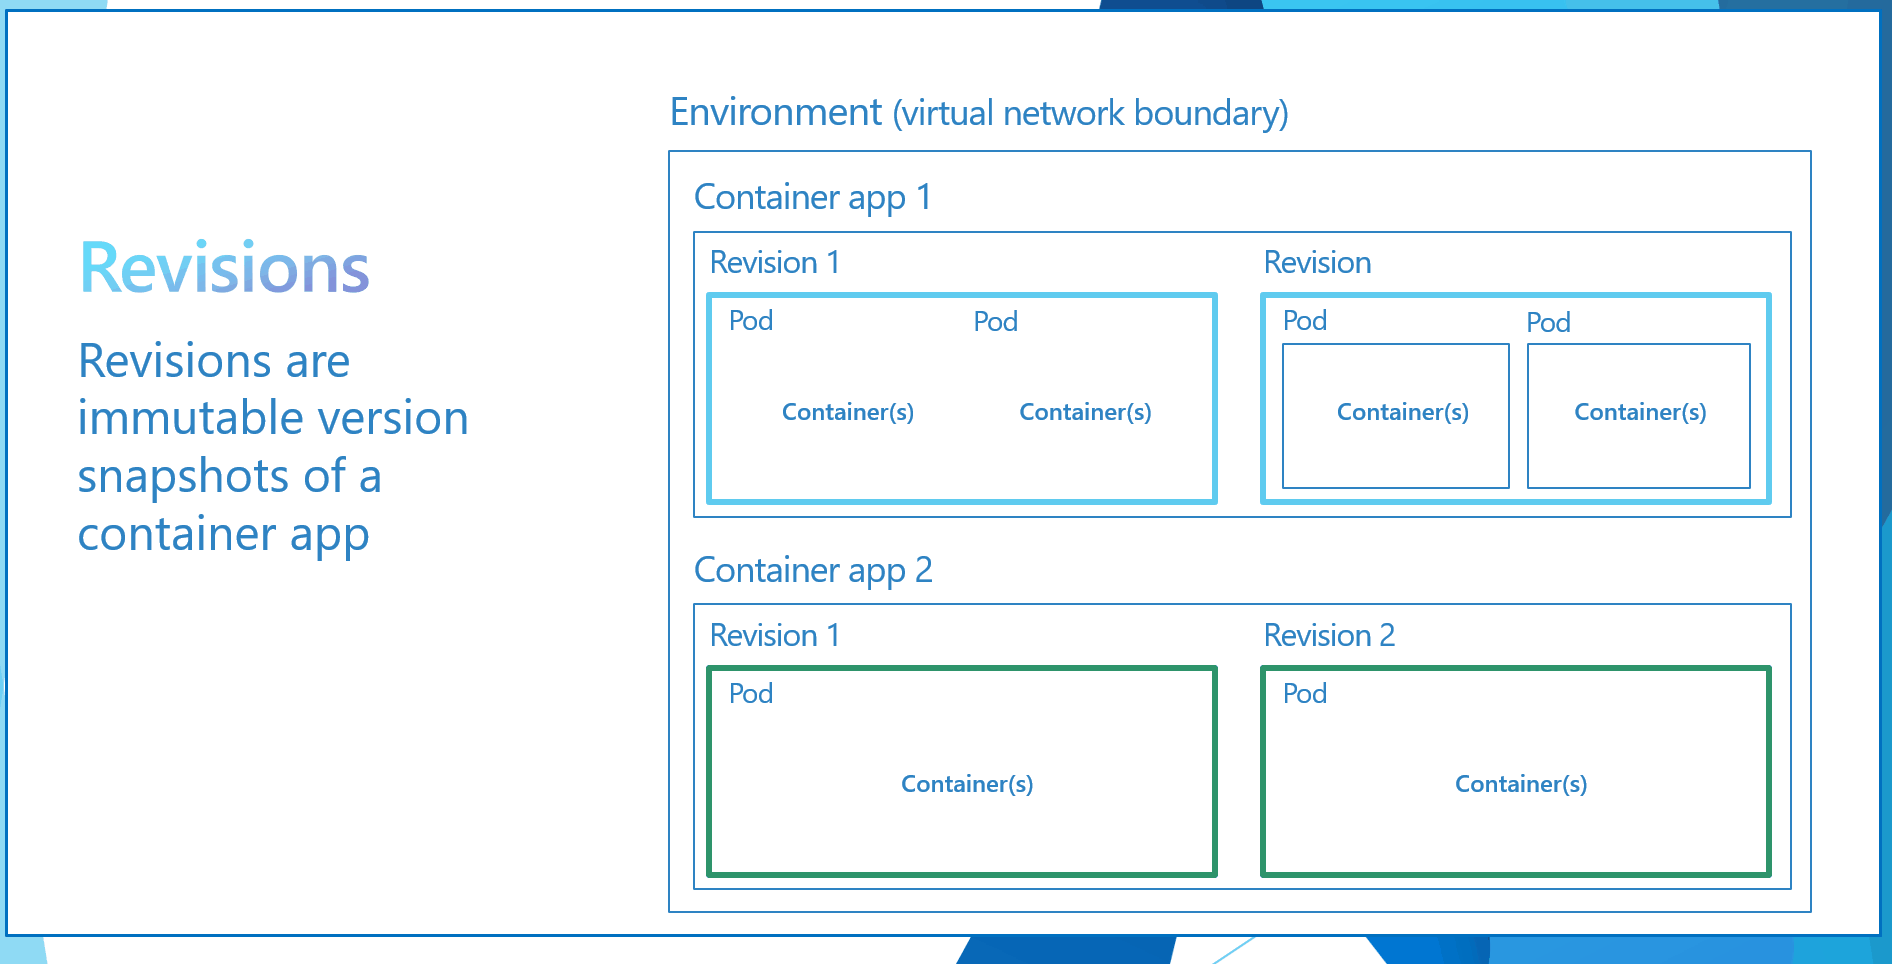 Revisions
Revisions are
immutable version
snapshots of a
container app
Environment (virtual network boundary)
Container app 1
Revision 1
Pod
Pod
Container(s)
Container(s)
Revision
Pod
Pod
Container(s)
Container(s)
Container app 2
Revision 1
Pod
Container(s)
Revision 2
Pod
Container(s)